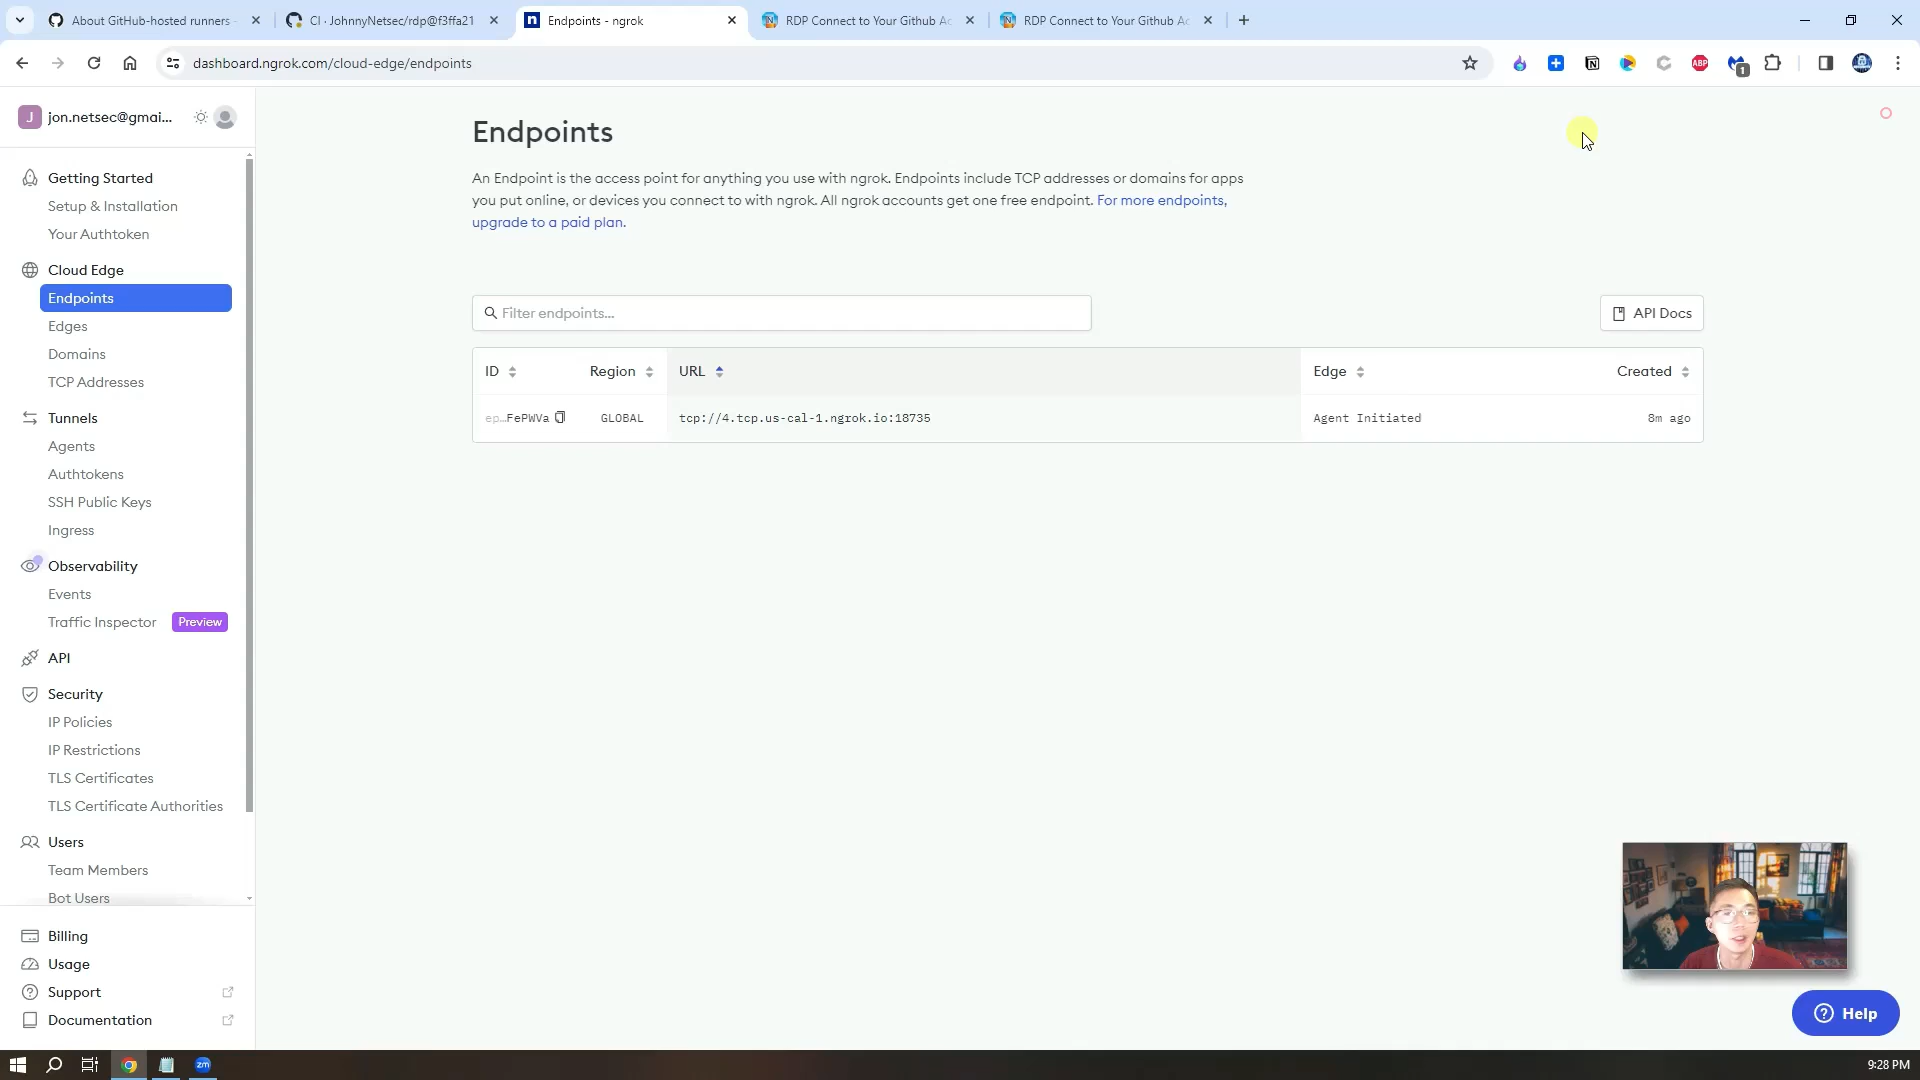 About GitHub-hosted runners -
CI · JohnnyNetsec/rdp@f3ffa21
Endpoints - ngrok
RDP Connect to Your Github Ac
RDP Connect to Your Github Ac
dashboard.ngrok.com/cloud-edge/endpoints
ABP
1
J
jon.netsec@gmai...
Getting Started
Setup & Installation
Your Authtoken
Cloud Edge
Endpoints
Edges
Domains
TCP Addresses
Tunnels
Agents
Authtokens
SSH Public Keys
Ingress
Observability
Events
Traffic Inspector Preview
API
Security
IP Policies
IP Restrictions
TLS Certificates
TLS Certificate Authorities
Users
Team Members
Bot Users
Billing
Usage
Support
Documentation
Endpoints
An Endpoint is the access point for anything you use with ngrok. Endpoints include TCP addresses or domains for apps
you put online, or devices you connect to with ngrok. All ngrok accounts get one free endpoint. For more endpoints,
upgrade to a paid plan.
Filter endpoints...
API Docs
ID Region URL Edge Created
ep…FePWVa GLOBAL tcp://4.tcp.us-cal-1.ngrok.io:18735 Agent Initiated 8m ago
Help
zm
9:28 PM